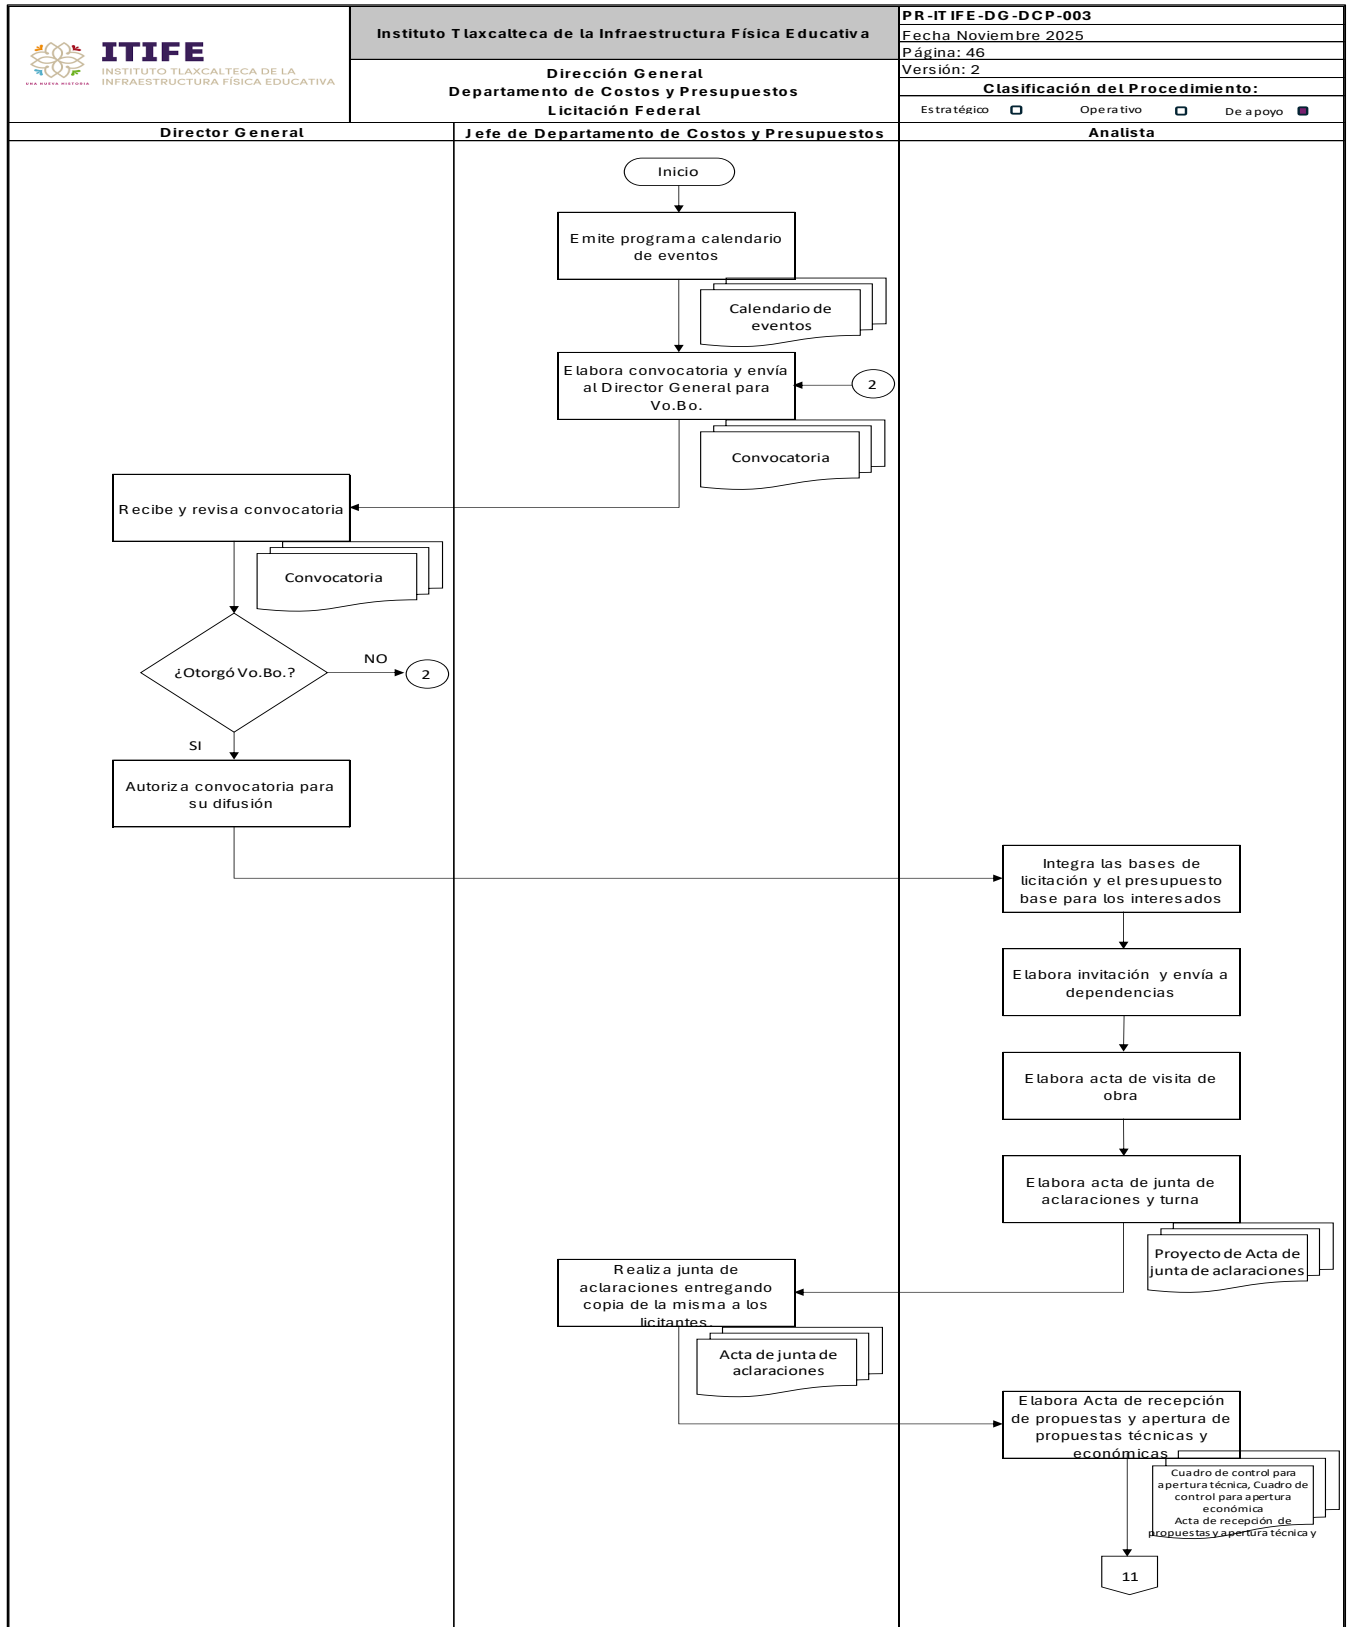 UNA NUEVA HISTORIA
ITIFE
INSTITUTO TLAXCALTECA DE LA
INFRAESTRUCTURA FÍSICA EDUCATIVA
Instituto Tlaxcalteca de la Infraestructura Física Educativa
Dirección General
Departamento de Costos y Presupuestos
Licitación Federal
PR-ITIFE-DG-DCP-003
Fecha Noviembre 2025
Página: 46
Versión: 2
Clasificación del Procedimiento:
Estratégico
Operativo
De apoyo
Director General
Jefe de Departamento de Costos y Presupuestos
Analista
Inicio
Emite programa calendario
de eventos
Calendario de
eventos
Elabora convocatoria y envía
al Director General para
Vo.Bo.
2
Convocatoria
Recibe y revisa convocatoria
Convocatoria
¿Otorgó Vo.Bo.?
NO
2
SI
Autoriza convocatoria para
su difusión
Integra las bases de
licitación y el presupuesto
base para los interesados
Elabora invitación y envía a
dependencias
Elabora acta de visita de
obra
Elabora acta de junta de
aclaraciones y turna
Proyecto de Acta de
junta de aclaraciones
Realiza junta de
aclaraciones entregando
copia de la misma a los
licitantes.
Acta de junta de
aclaraciones
Elabora Acta de recepción
de propuestas y apertura de
propuestas técnicas y
económicas
Cuadro de control para
apertura técnica, Cuadro de
control para apertura
económica
Acta de recepción de
propuestas y apertura técnica y
11